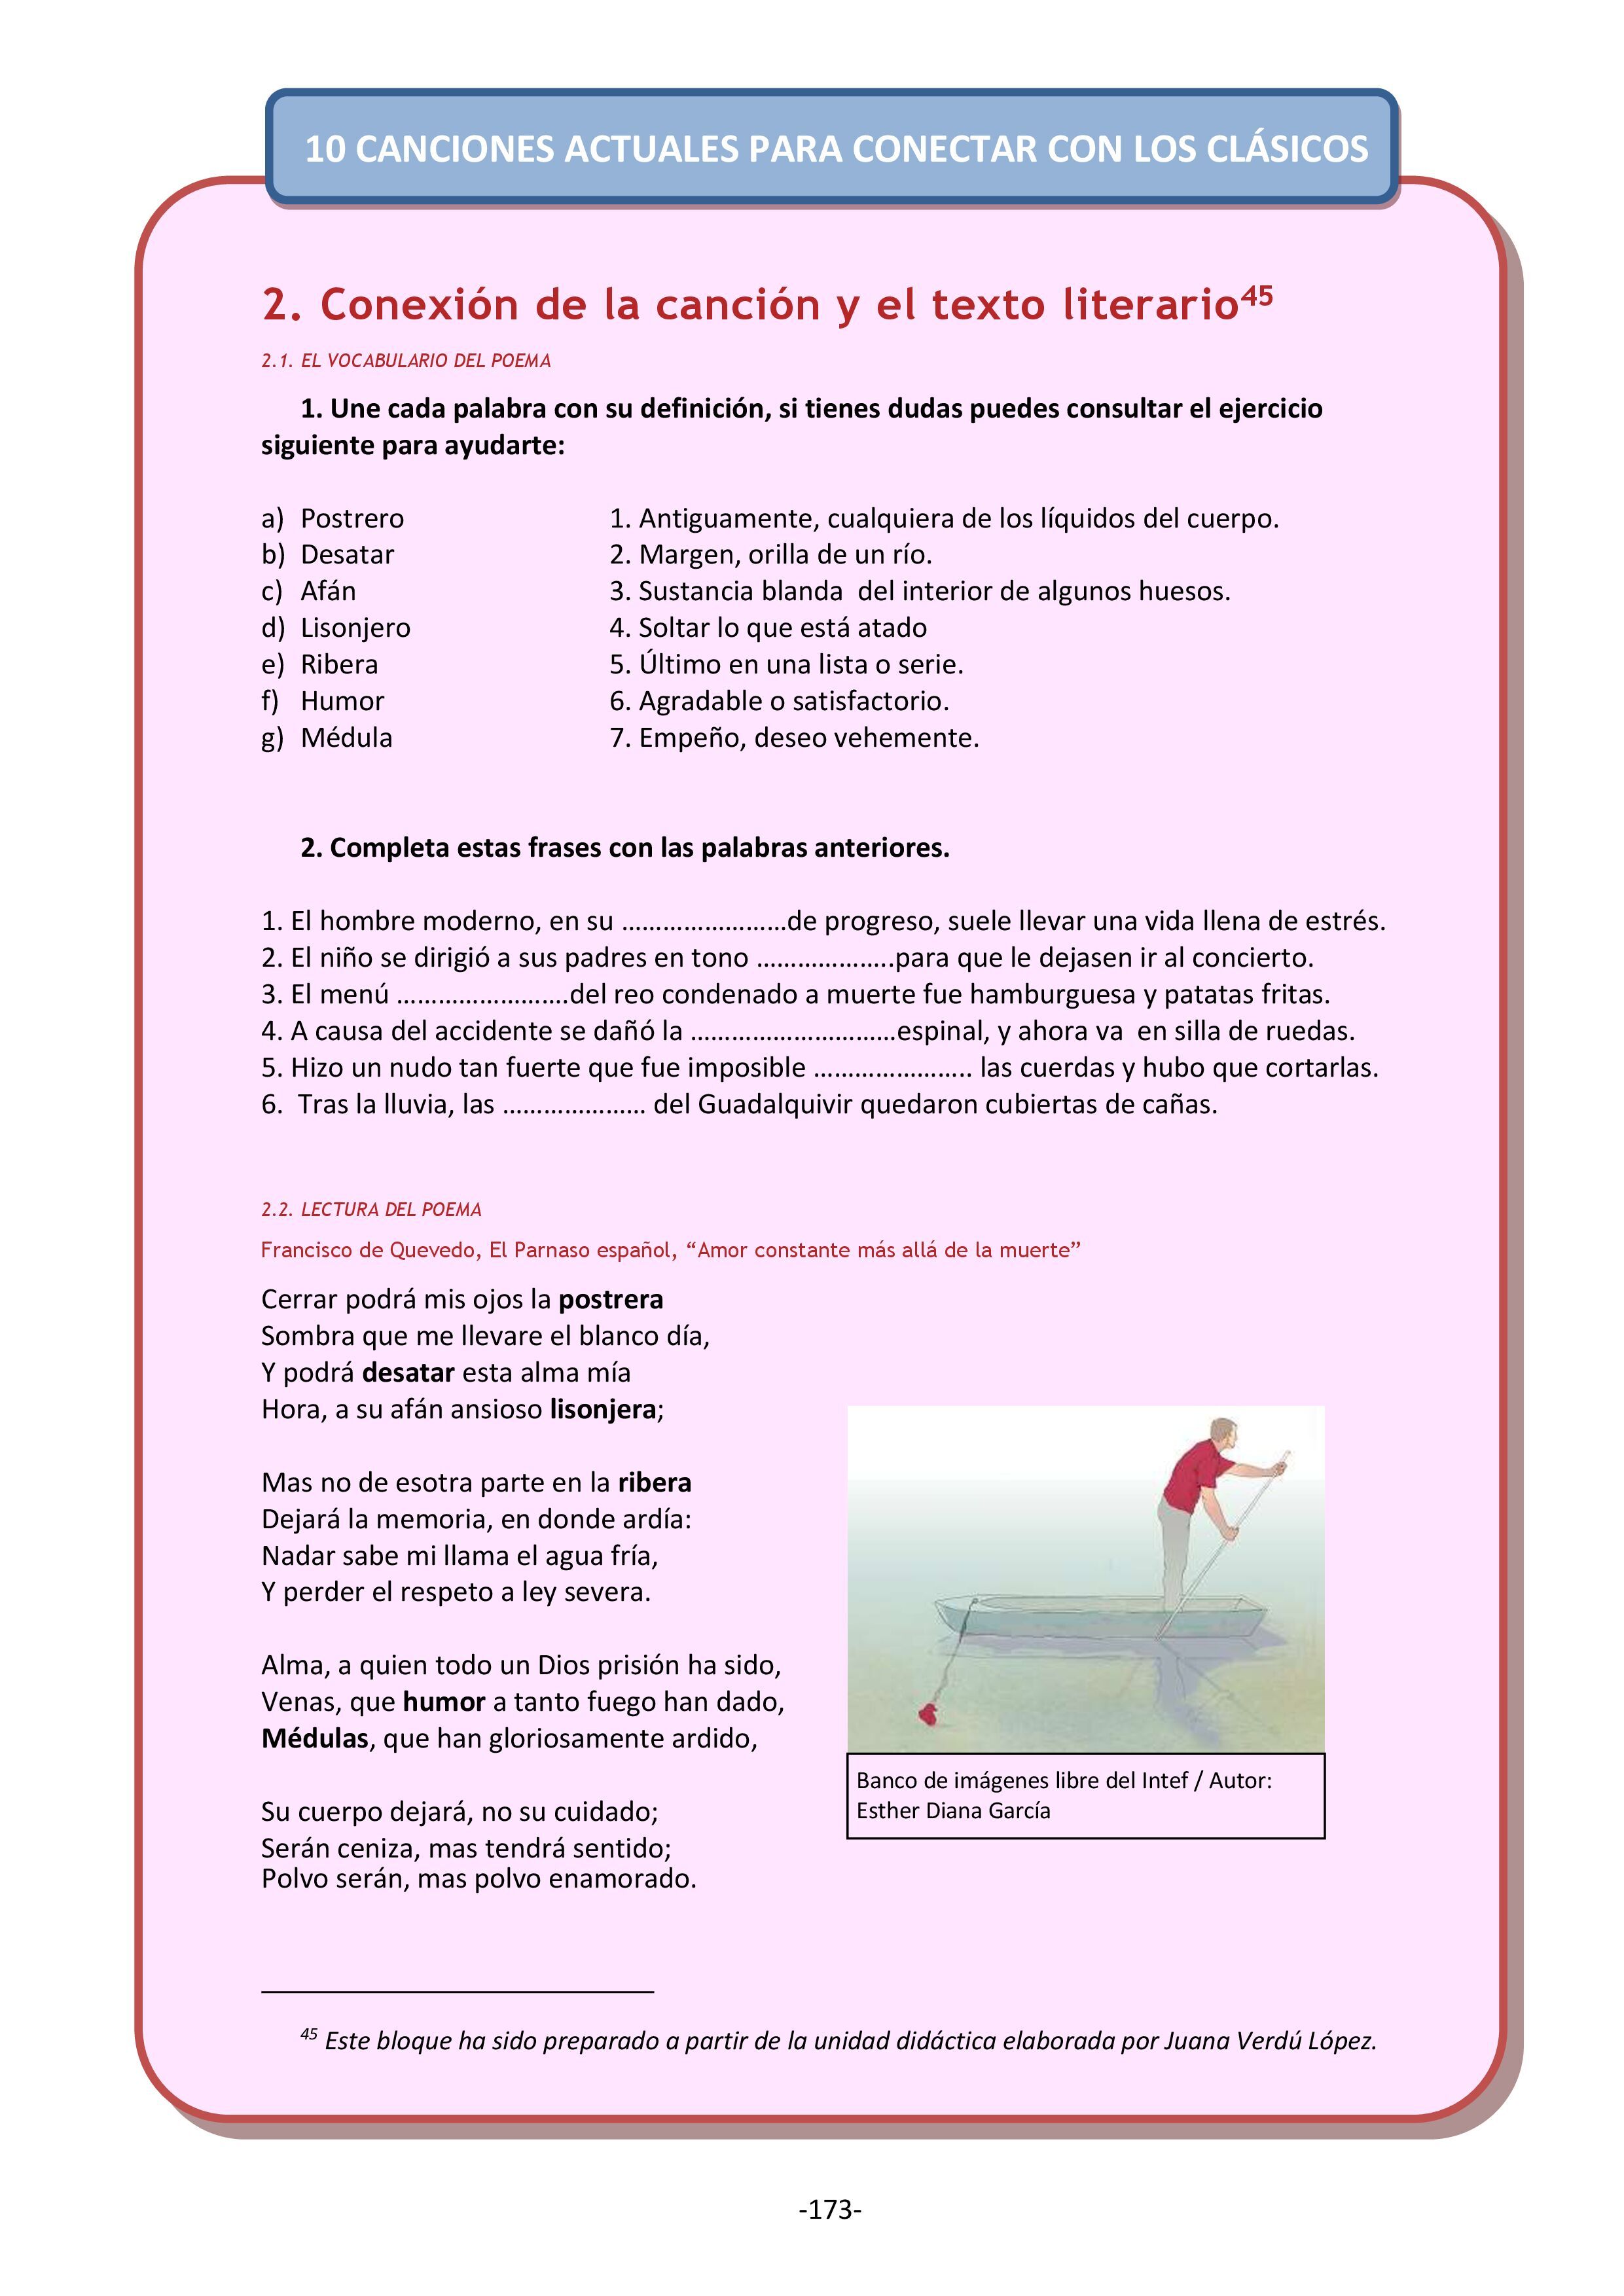 10 CANCIONES ACTUALES PARA CONECTAR CON LOS CLÁSICOS
2. Conexión de la canción y el texto literario45
2.1. EL VOCABULARIO DEL POEMA
1. Une cada palabra con su definición, si tienes dudas puedes consultar el ejercicio
siguiente para ayudarte:
a) Postrero 1. Antiguamente, cualquiera de los líquidos del cuerpo.
b) Desatar 2. Margen, orilla de un río.
c) Afán 3. Sustancia blanda del interior de algunos huesos.
d) Lisonjero 4. Soltar lo que está atado
e) Ribera 5. Último en una lista o serie.
f) Humor 6. Agradable o satisfactorio.
g) Médula 7. Empeño, deseo vehemente.
2. Completa estas frases con las palabras anteriores.
1. El hombre moderno, en su ……………………de progreso, suele llevar una vida llena de estrés.
2. El niño se dirigió a sus padres en tono ………………..para que le dejasen ir al concierto.
3. El menú …………………….del reo condenado a muerte fue hamburguesa y patatas fritas.
4. A causa del accidente se dañó la …………………………espinal, y ahora va en silla de ruedas.
5. Hizo un nudo tan fuerte que fue imposible ………………….. las cuerdas y hubo que cortarlas.
6. Tras la lluvia, las ………………… del Guadalquivir quedaron cubiertas de cañas.
2.2. LECTURA DEL POEMA
Francisco de Quevedo, El Parnaso español, “Amor constante más allá de la muerte”
Cerrar podrá mis ojos la postrera
Sombra que me llevare el blanco día,
Y podrá desatar esta alma mía
Hora, a su afán ansioso lisonjera;
Mas no de esotra parte en la ribera
Dejará la memoria, en donde ardía:
Nadar sabe mi llama el agua fría,
Y perder el respeto a ley severa.
Alma, a quien todo un Dios prisión ha sido,
Venas, que humor a tanto fuego han dado,
Médulas, que han gloriosamente ardido,
Su cuerpo dejará, no su cuidado;
Serán ceniza, mas tendrá sentido;
Polvo serán, mas polvo enamorado.
Banco de imágenes libre del Intef / Autor:
Esther Diana García
45 Este bloque ha sido preparado a partir de la unidad didáctica elaborada por Juana Verdú López.
-173-